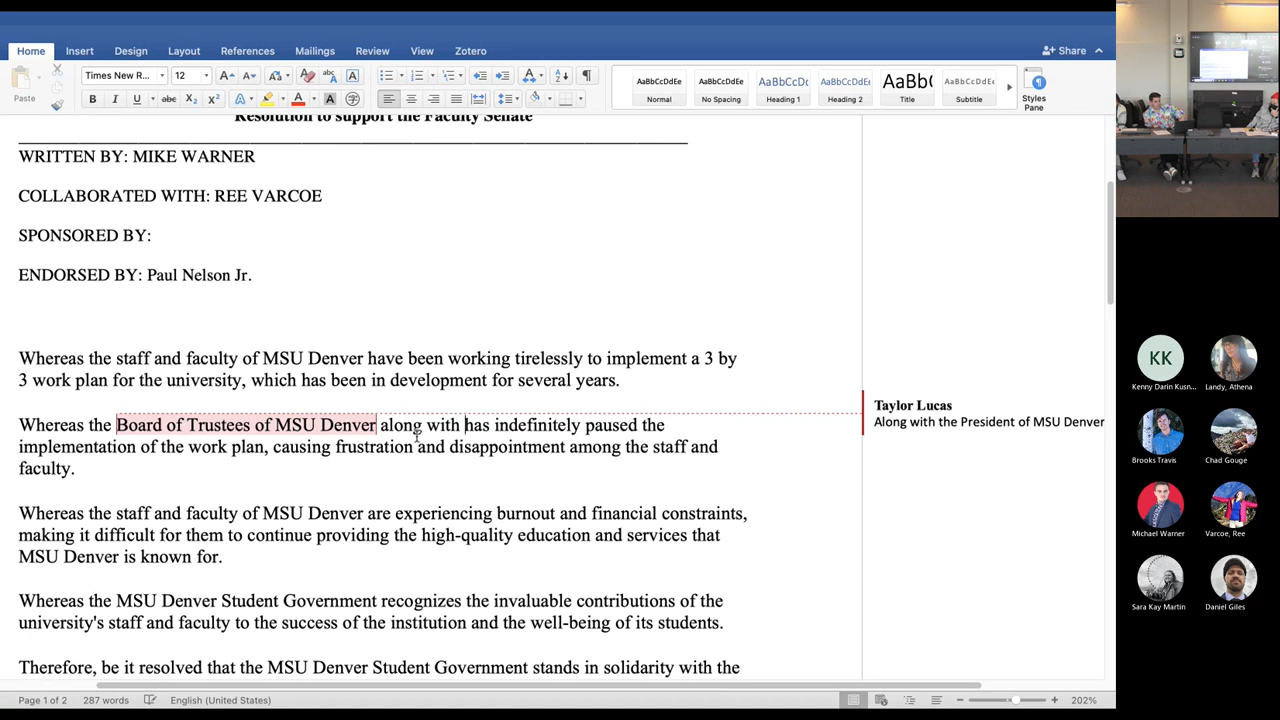 Home Insert Design Layout References Mailings Review View Zotero Share
Times New R... 12
Paste
AaBbCcDdEe AaBbCcDdEe AaBbCcDc AaBbCcDdEe AaBb( AaBbCcDdEe
Normal No Spacing Heading 1 Heading 2 Title Subtitle Styles Pane
Resolution to support the Faculty Senate
WRITTEN BY: MIKE WARNER
COLLABORATED WITH: REE VARCOE
SPONSORED BY:
ENDORSED BY: Paul Nelson Jr.
Whereas the staff and faculty of MSU Denver have been working tirelessly to implement a 3 by
3 work plan for the university, which has been in development for several years.
Whereas the Board of Trustees of MSU Denver along with has indefinitely paused the
implementation of the work plan, causing frustration and disappointment among the staff and
faculty.
Whereas the staff and faculty of MSU Denver are experiencing burnout and financial constraints,
making it difficult for them to continue providing the high-quality education and services that
MSU Denver is known for.
Whereas the MSU Denver Student Government recognizes the invaluable contributions of the
university's staff and faculty to the success of the institution and the well-being of its students.
Therefore, be it resolved that the MSU Denver Student Government stands in solidarity with the
Taylor Lucas
Along with the President of MSU Denver
Page 1 of 2 287 words English (United States) 202%
KK
Kenny Darin Kusn... Landy, Athena
Brooks Travis Chad Gouge
Michael Warner Varcoe, Ree
Sara Kay Martin Daniel Giles